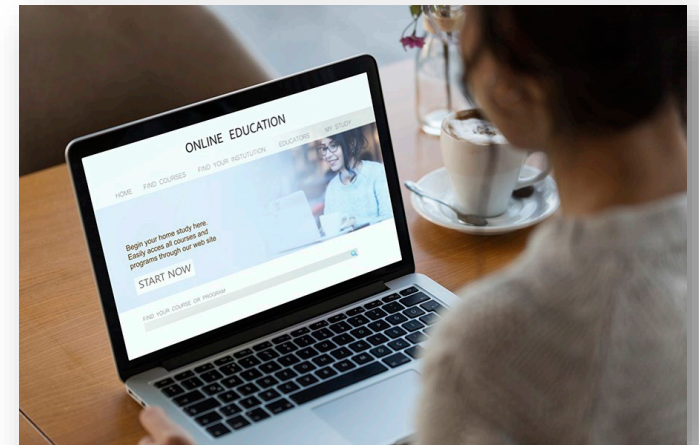 ONLINE EDUCATION
HOME FIND COURSES FIND YOUR INSTITUTION EDUCATORS MY STUDY
Begin your home study here.
Easily acces all courses and
programs through our web site
START NOW
FIND YOUR COURSE OR PROGRAM